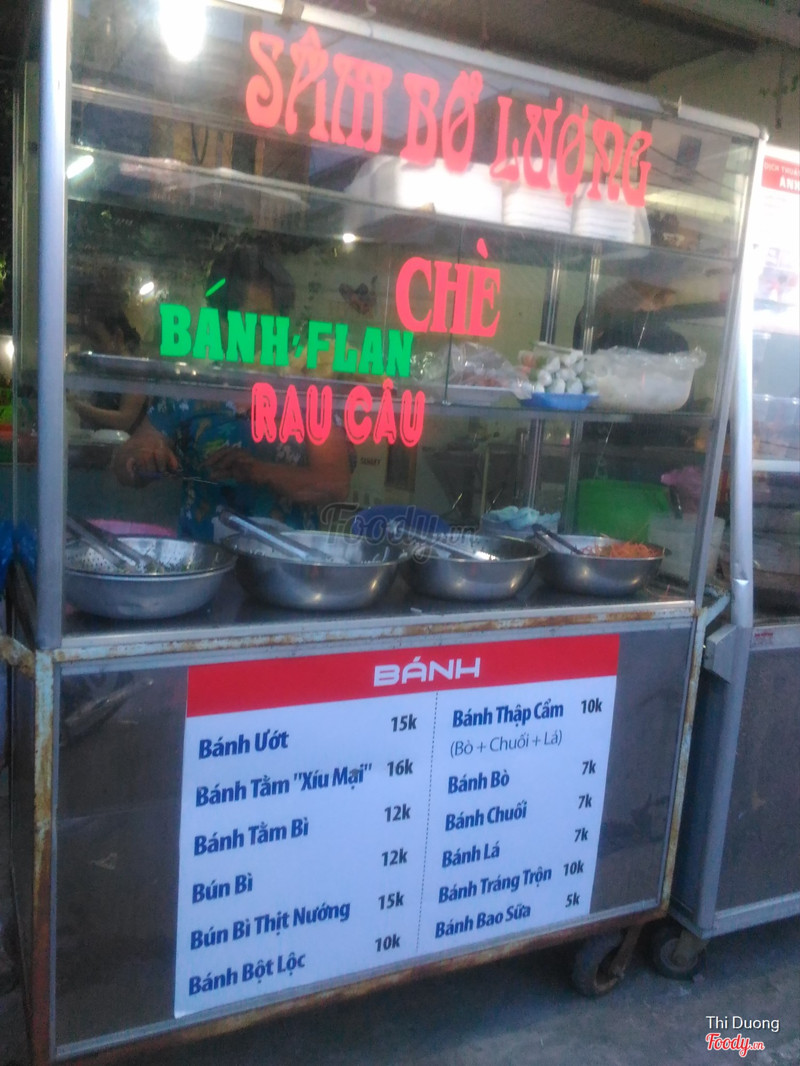 SÂM BỔ LƯỢNG
CHÈ
BÁNH FLAN
RAU CÂU
Foody.vn
BÁNH
Bánh Ướt 15k
Bánh Tằm "Xíu Mại" 16k
Bánh Tằm Bì 12k
Bún Bì 12k
Bún Bì Thịt Nướng 15k
Bánh Bột Lọc 10k
Bánh Thập Cẩm 10k
(Bò + Chuối + Lá)
Bánh Bò 7k
Bánh Chuối 7k
Bánh Lá 7k
Bánh Tráng Trộn 10k
Bánh Bao Sữa 5k
Thi Duong
Foody.vn